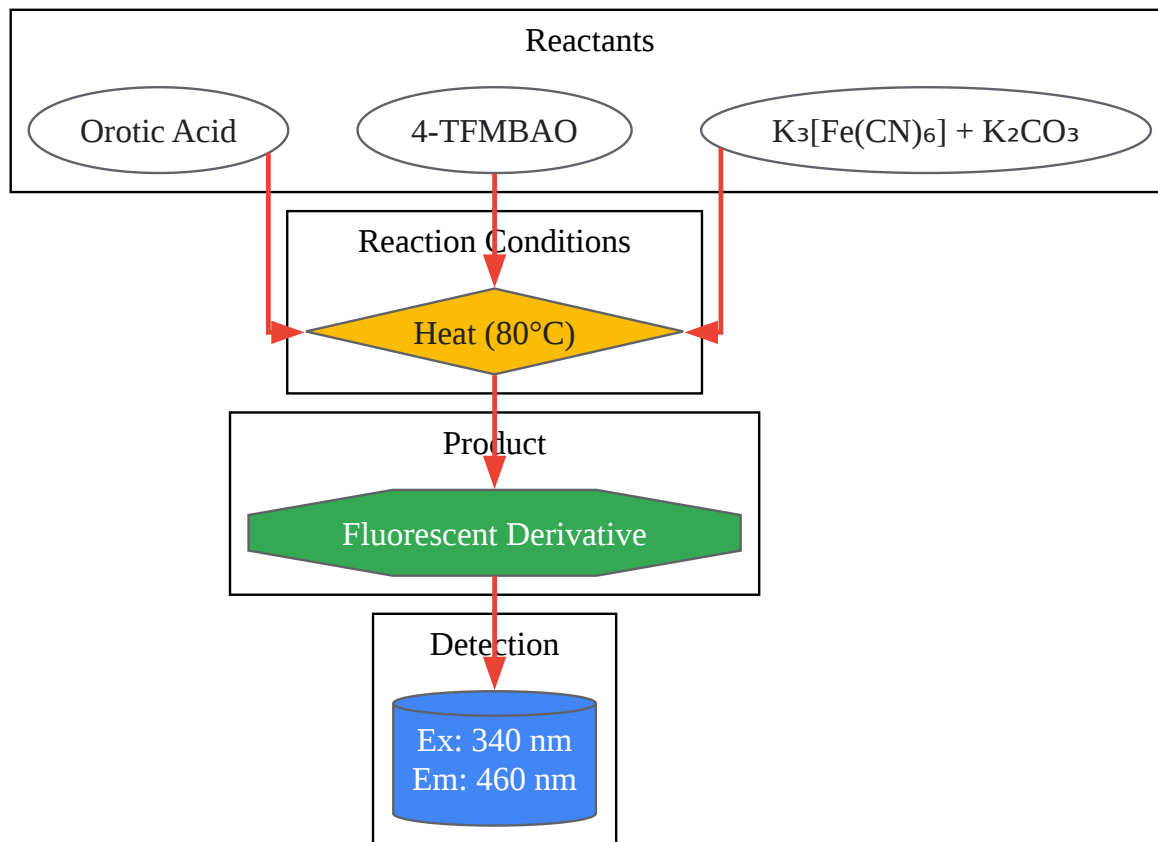 Reactants
Orotic Acid
4-TFMBAO
K₃[Fe(CN)₆] + K₂CO₃
Reaction Conditions
Heat (80°C)
Product
Fluorescent Derivative
Detection
Ex: 340 nm
Em: 460 nm